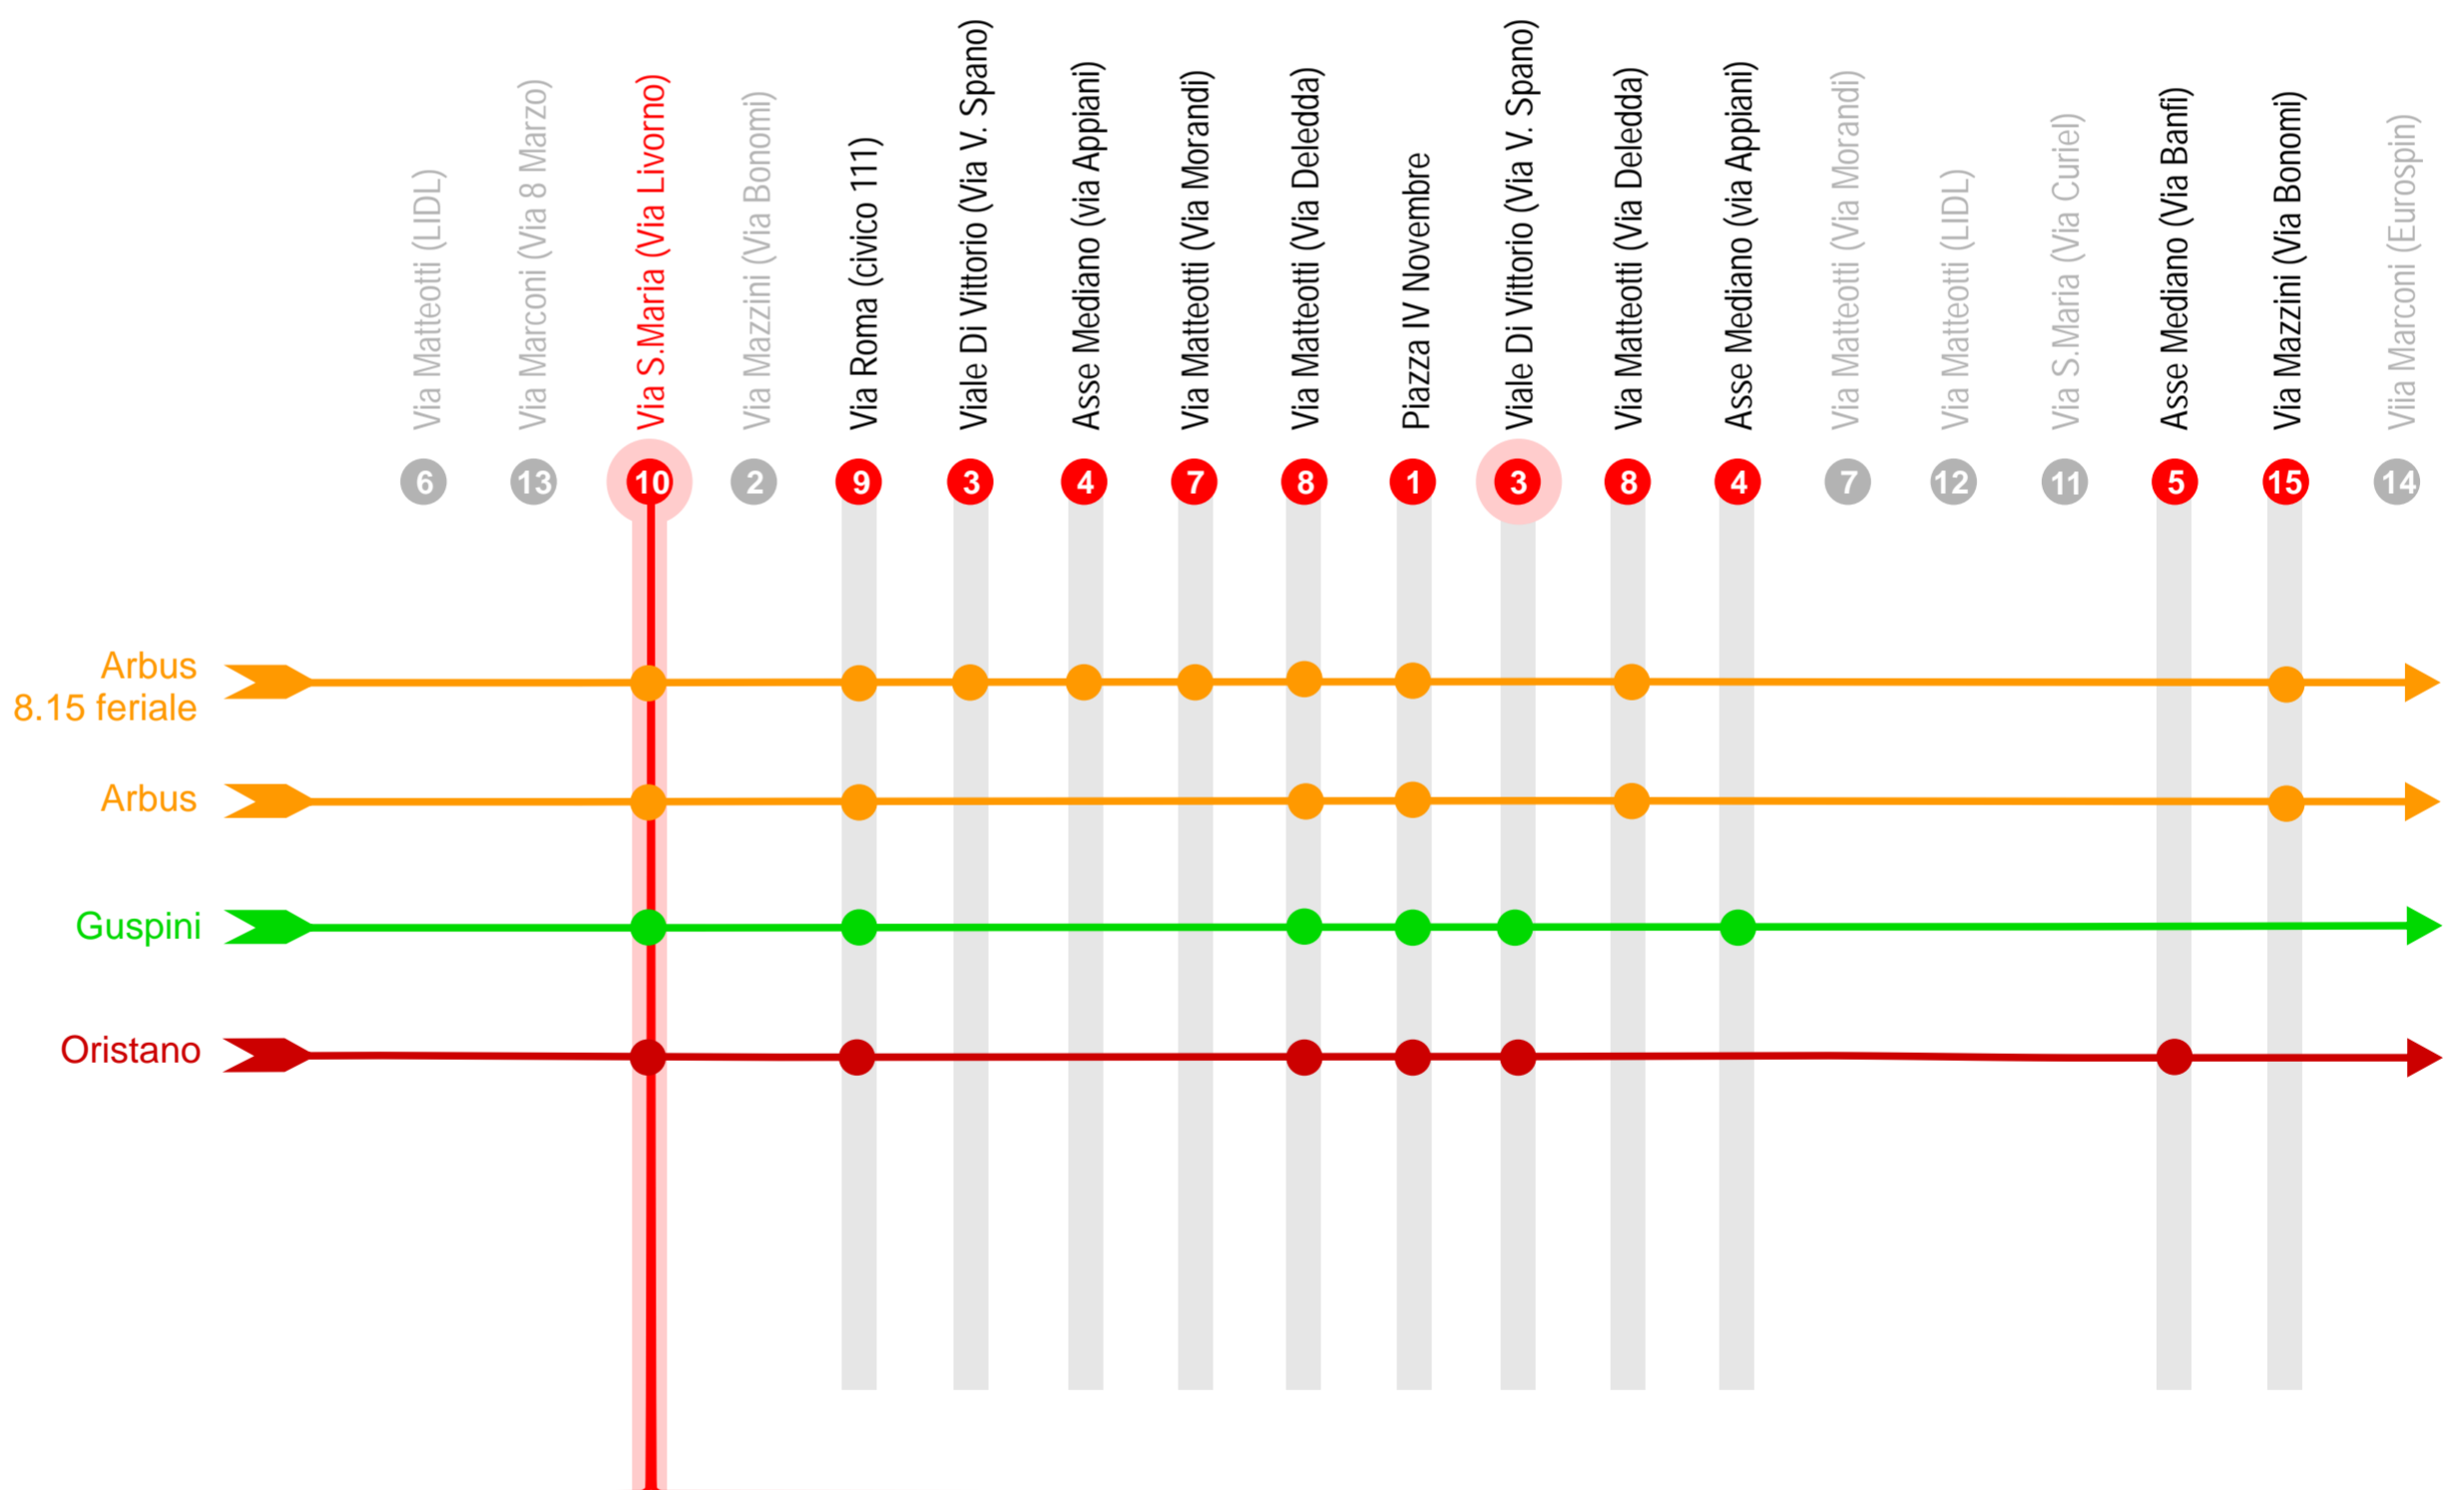 Via Matteotti (LIDL)
Via Marconi (Via 8 Marzo)
Via S.Maria (Via Livorno)
Via Mazzini (Via Bonomi)
Via Roma (civico 111)
Viale Di Vittorio (Via V. Spano)
Asse Mediano (via Appiani)
Via Matteotti (Via Morandi)
Via Matteotti (Via Deledda)
Piazza IV Novembre
Viale Di Vittorio (Via V. Spano)
Via Matteotti (Via Deledda)
Asse Mediano (via Appiani)
Via Matteotti (Via Morandi)
Via Matteotti (LIDL)
Via S.Maria (Via Curiel)
Asse Mediano (Via Banfi)
Via Mazzini (Via Bonomi)
Viia Marconi (Eurospin)
6 13 10 2 9 3 4 7 8 1 3 8 4 7 12 11 5 15 14
Arbus
8.15 feriale
Arbus
Guspini
Oristano